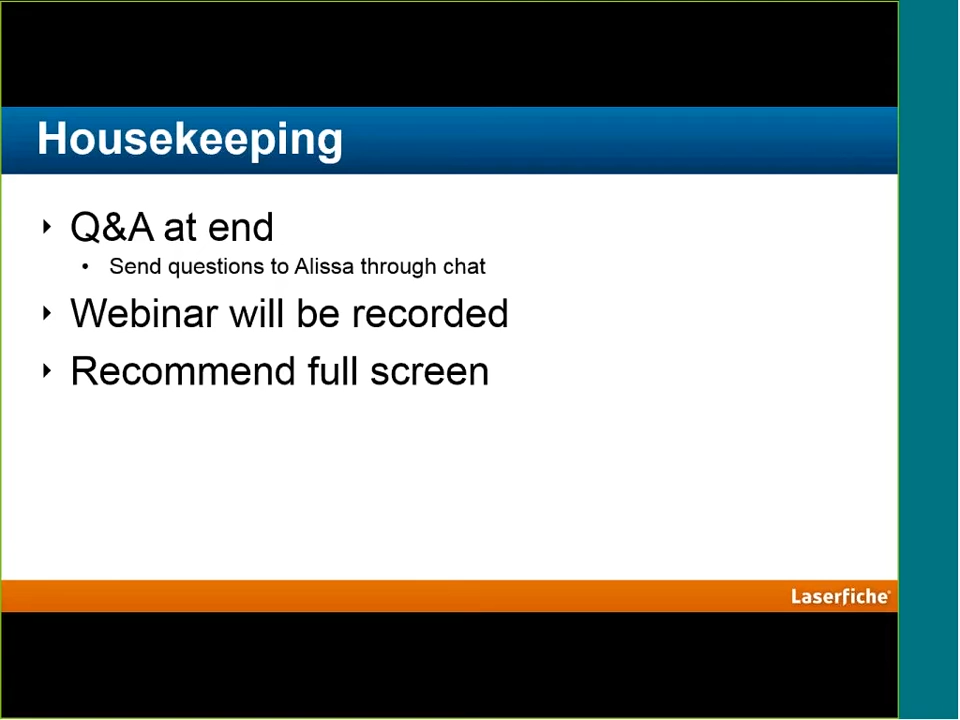 Housekeeping
Q&A at end
Send questions to Alissa through chat
Webinar will be recorded
Recommend full screen
Laserfiche